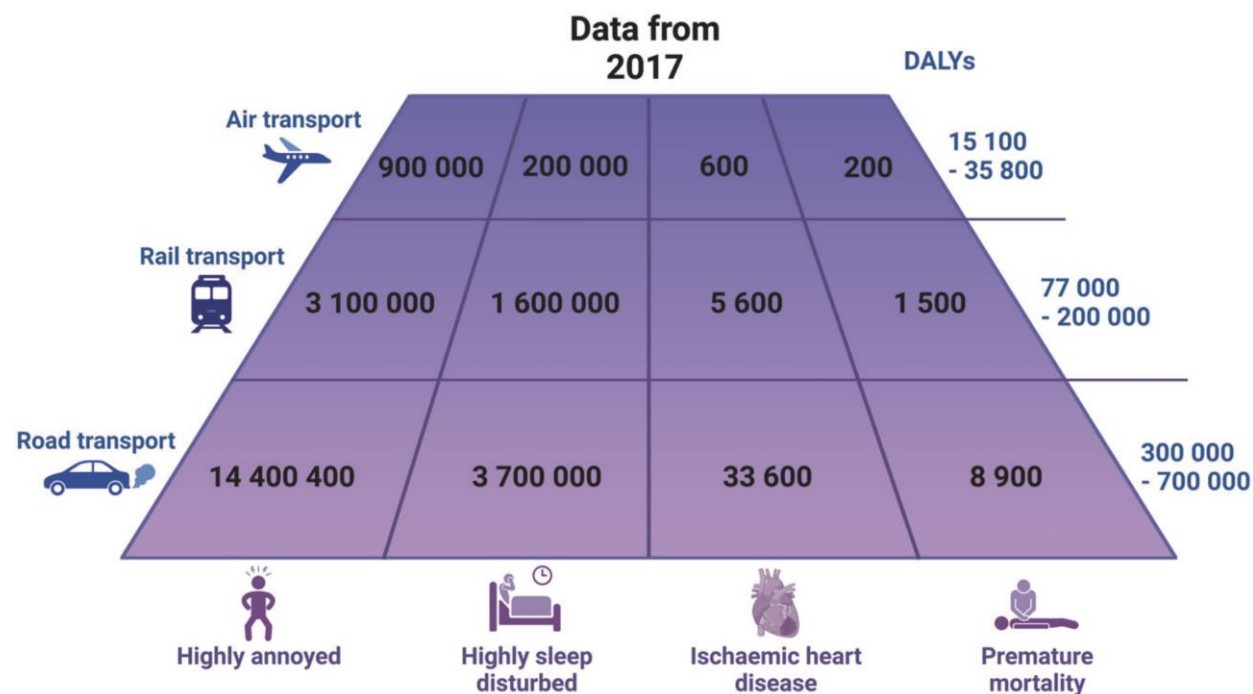 Data from
2017
DALYs
Air transport
900 000
200 000
600
200
15 100
- 35 800
Rail transport
3 100 000
1 600 000
5 600
1 500
77 000
- 200 000
Road transport
14 400 400
3 700 000
33 600
8 900
300 000
- 700 000
Highly annoyed
Highly sleep
disturbed
Ischaemic heart
disease
Premature
mortality